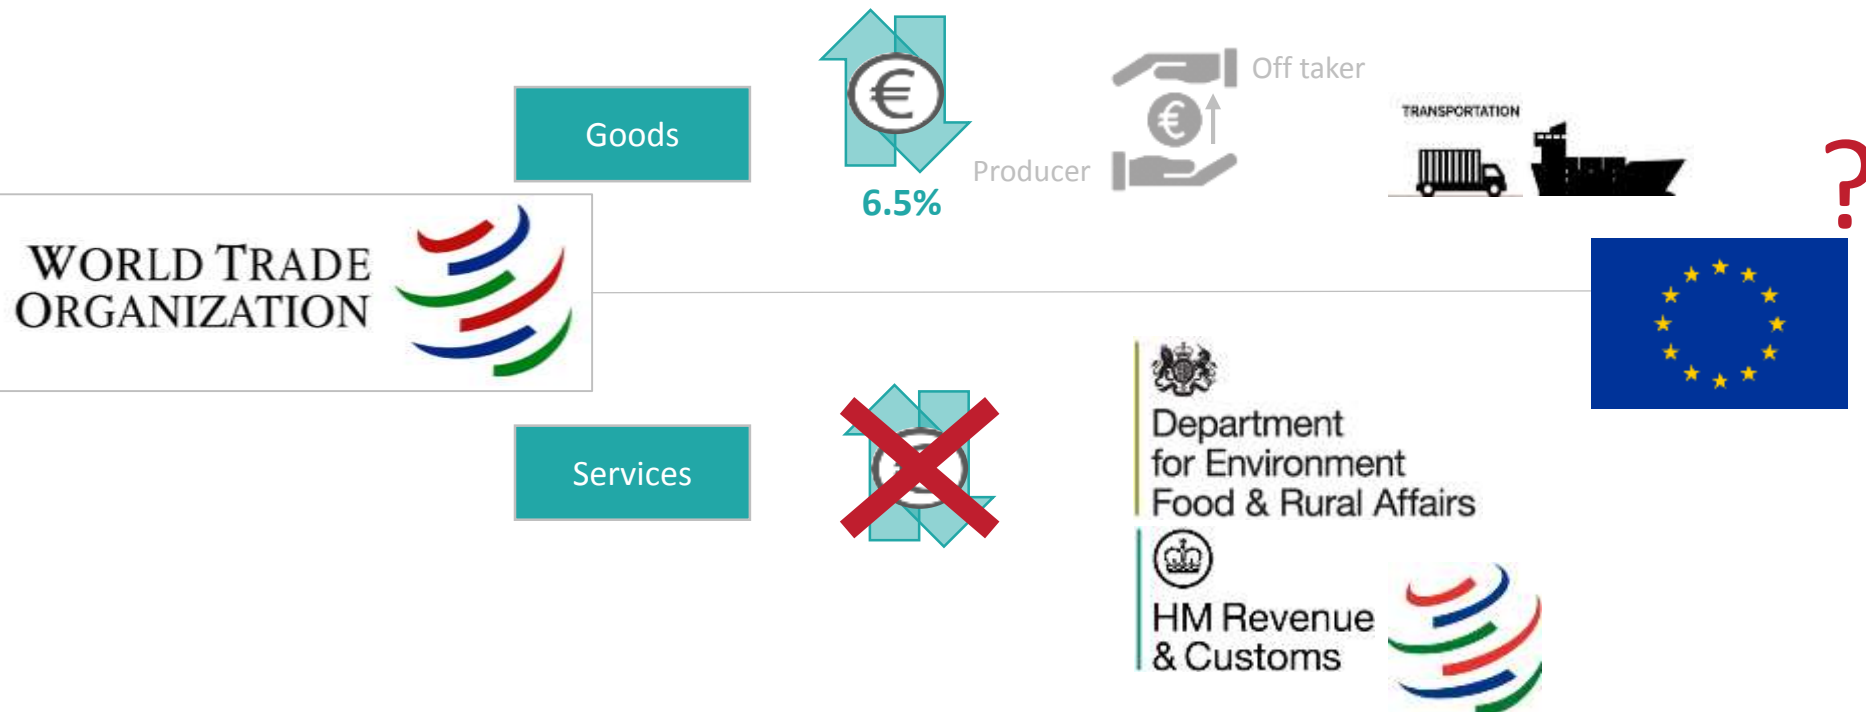 Goods
€
6.5%
Producer
€
Off taker
TRANSPORTATION
?
WORLD TRADE
ORGANIZATION
Services
Department
for Environment
Food & Rural Affairs
HM Revenue
& Customs